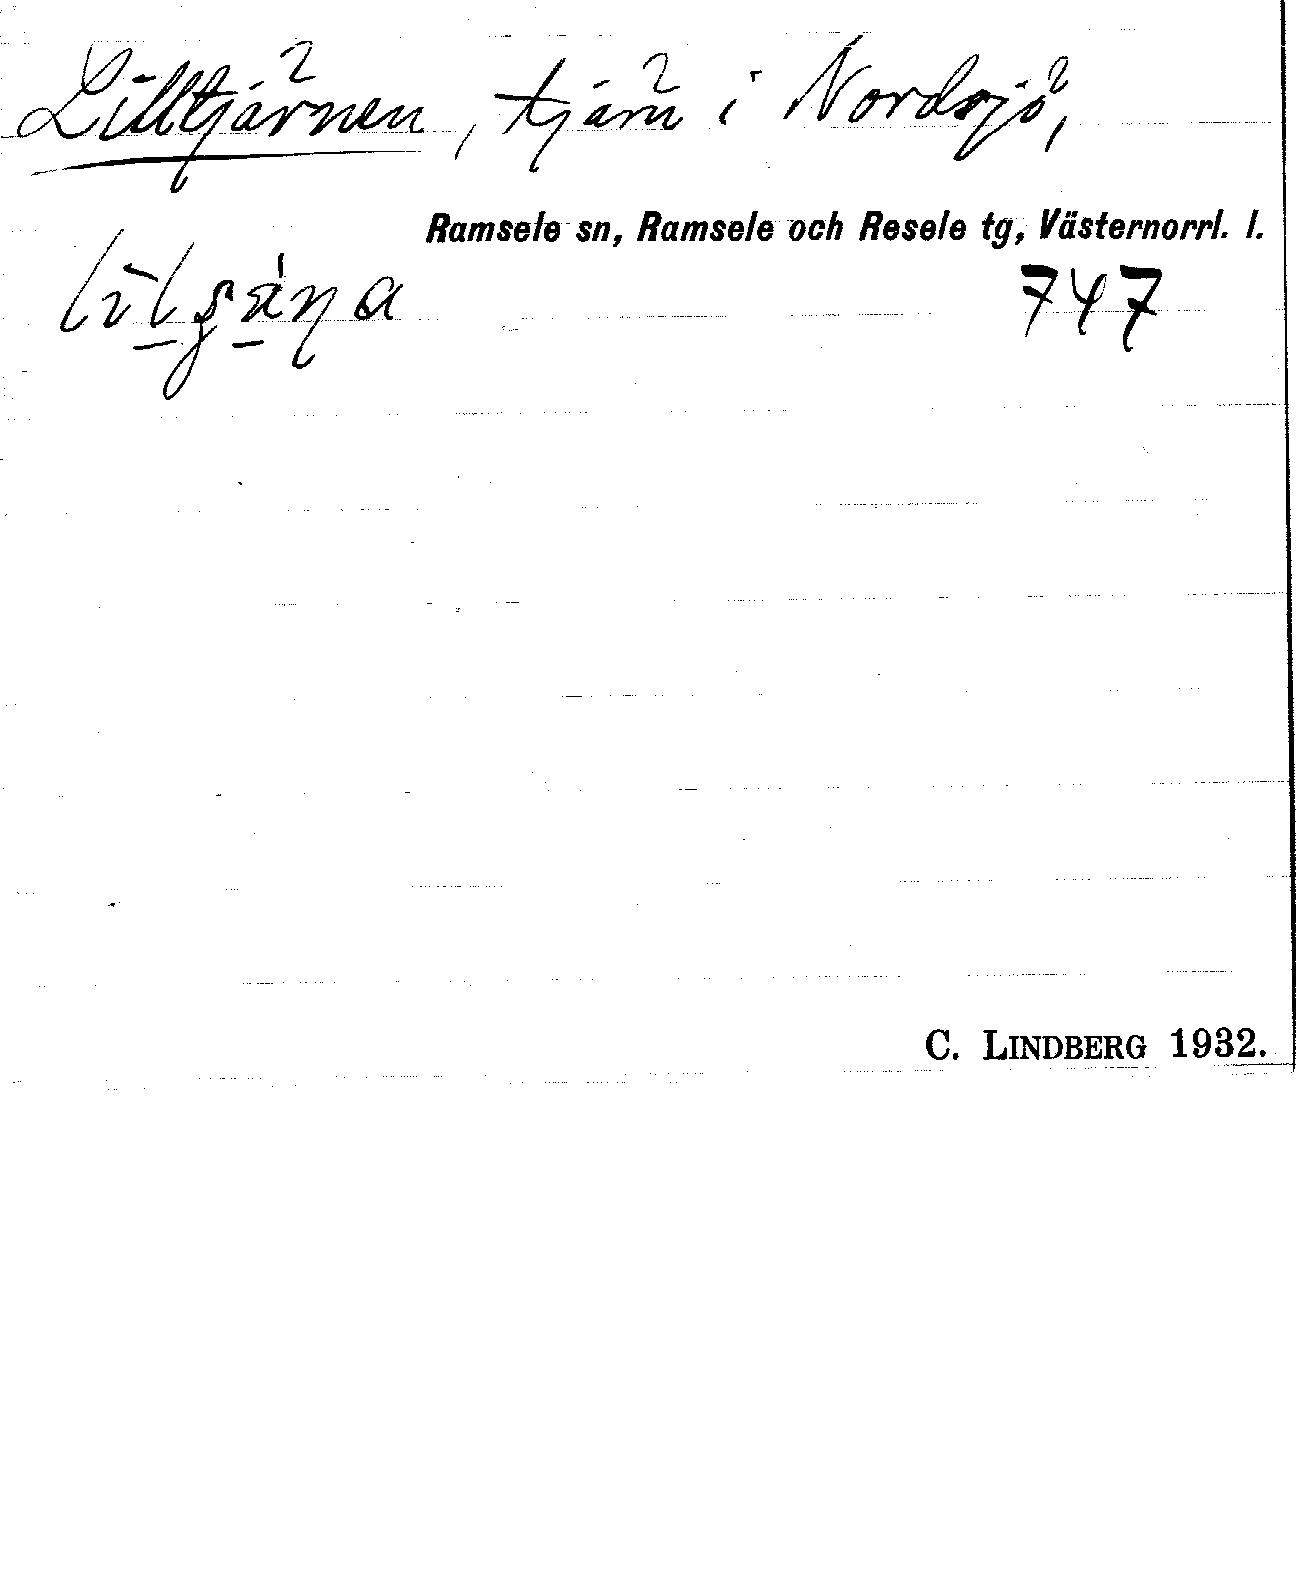 Lilltjärnen, tjärn i Nordsjö,
Ramsele sn, Ramsele och Resele tg, Västernorrl. l.
747
C. LINDBERG 1932.